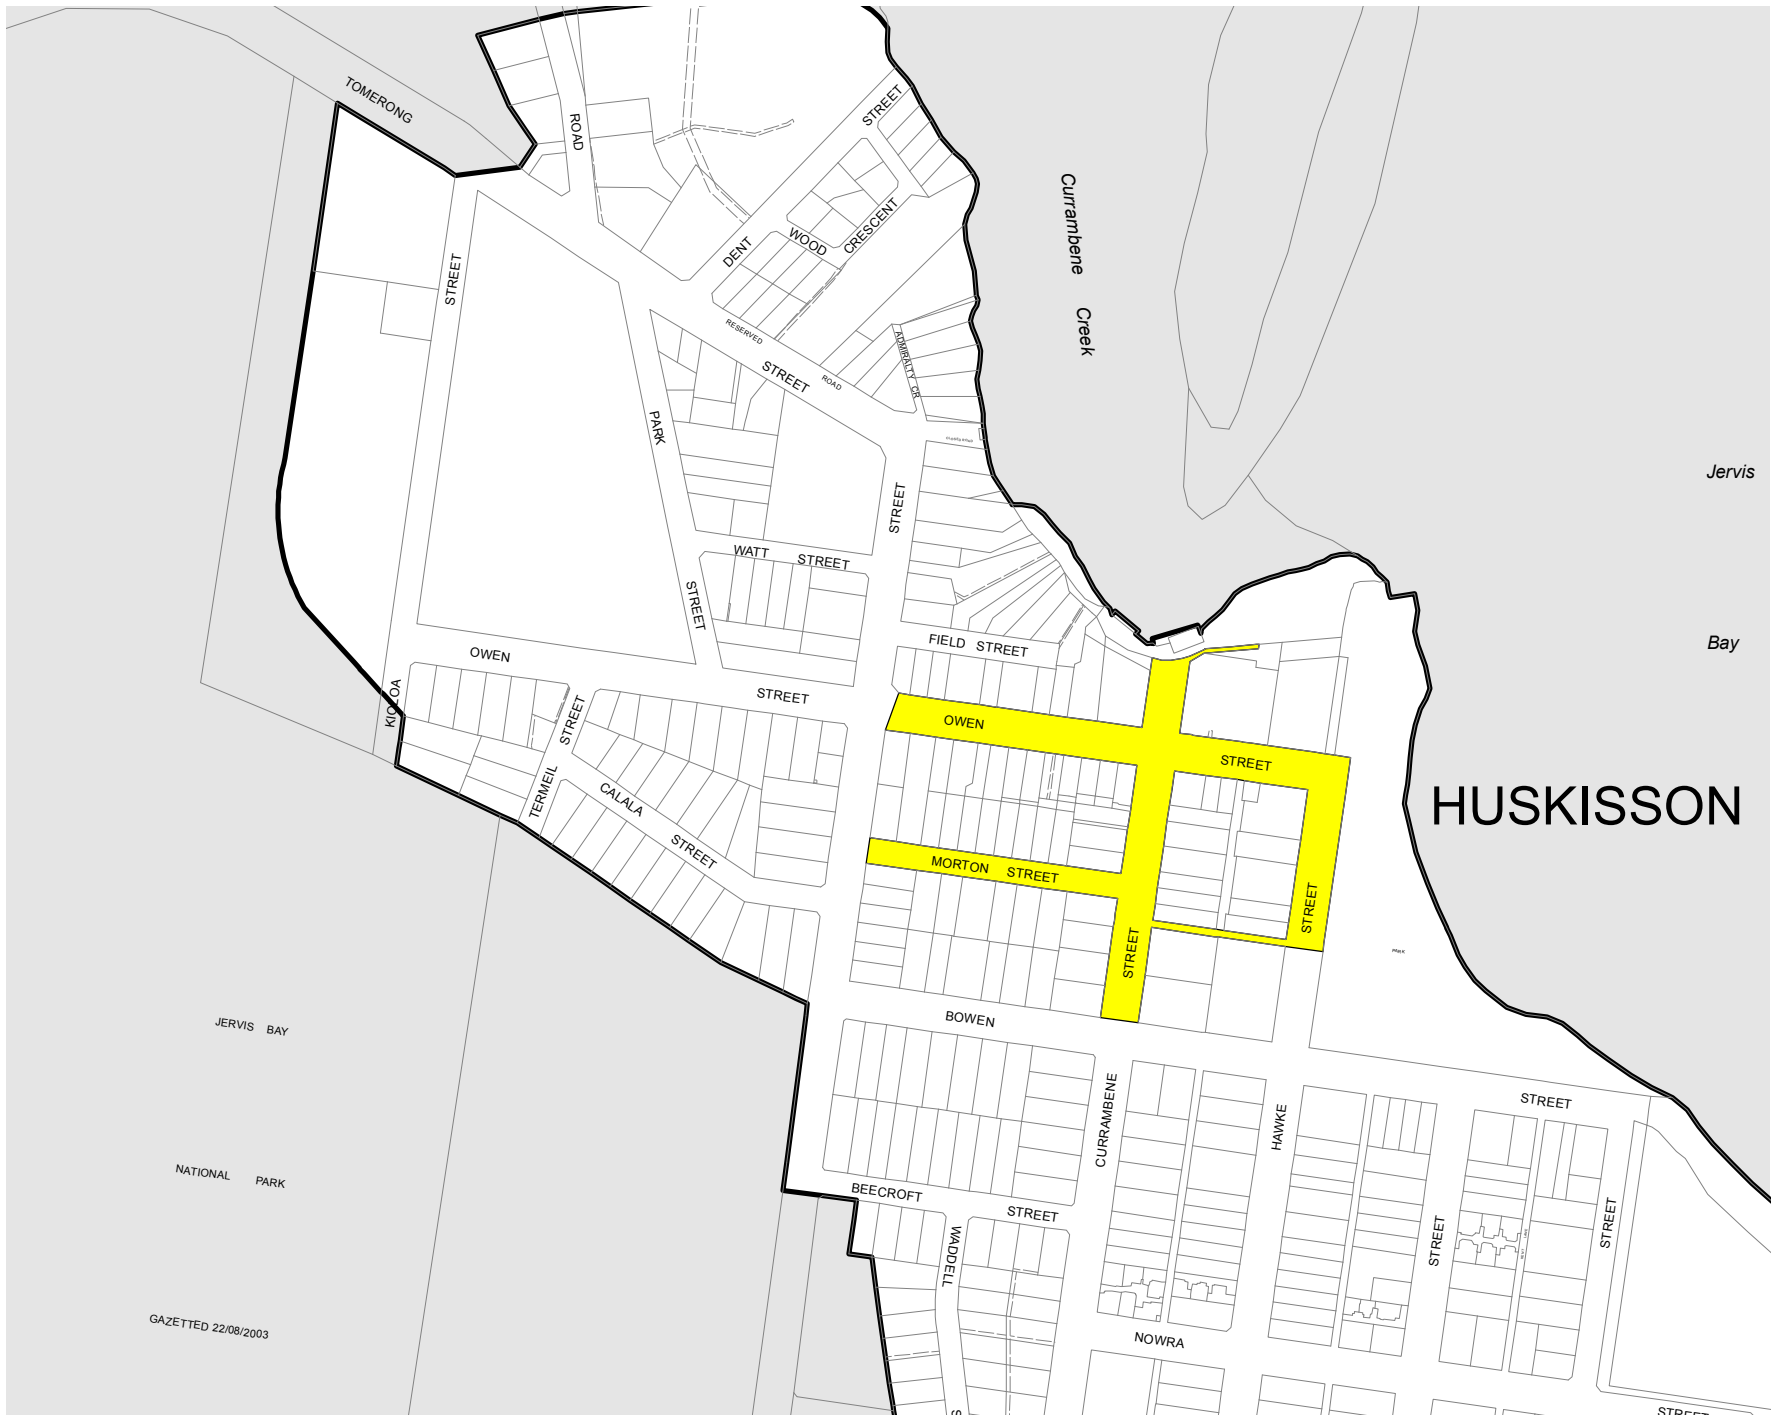 TOMERONG
ROAD
STREET
WOOD
CRESCENT
DENT
STREET
RESERVED
ROAD
STREET
ADMIRALTY CR
Currambene
Creek
PARK
STREET
Jervis
WATT STREET
STREET
FIELD STREET
Bay
OWEN
STREET
KIOLOA
STREET
OWEN
STREET
TERMEIL
CALALA
STREET
HUSKISSON
MORTON STREET
STREET
STREET
PARK
BOWEN
JERVIS BAY
STREET
CURRAMBENE
HAWKE
NATIONAL PARK
BEECROFT
STREET
WADDELL
STREET
STREET
GAZETTED 22/08/2003
NOWRA
S
STREET